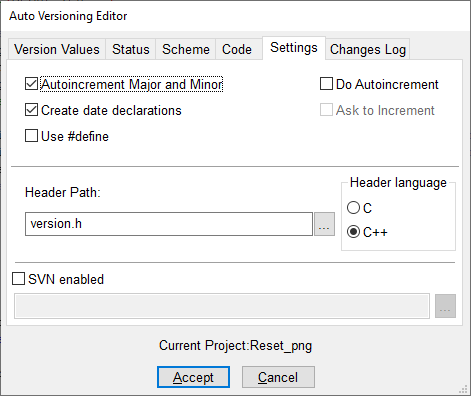 Auto Versioning Editor
Version Values Status Scheme Code Settings Changes Log
Autoincrement Major and Minor Do Autoincrement
Create date declarations Ask to Increment
Use #define
Header language
Header Path:
C
version.h ...
C++
SVN enabled
...
Current Project:Reset_png
Accept Cancel